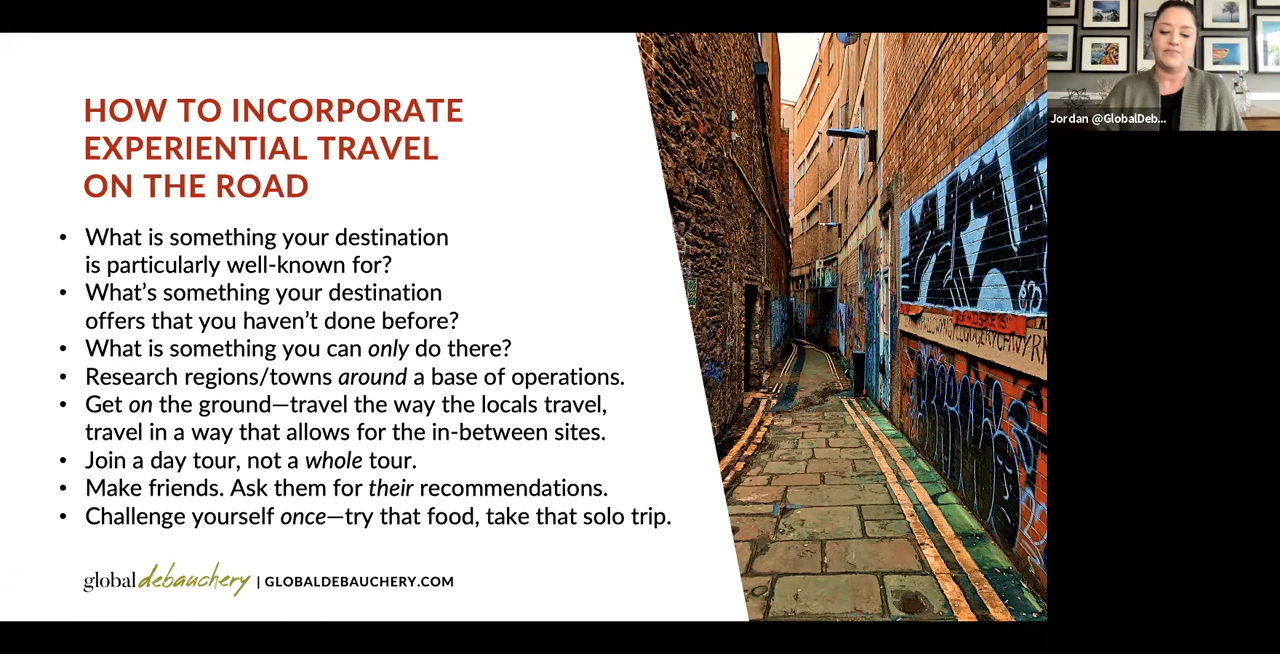 HOW TO INCORPORATE
EXPERIENTIAL TRAVEL
ON THE ROAD
• What is something your destination
is particularly well-known for?
• What’s something your destination
offers that you haven’t done before?
• What is something you can only do there?
• Research regions/towns around a base of operations.
• Get on the ground—travel the way the locals travel,
travel in a way that allows for the in-between sites.
• Join a day tour, not a whole tour.
• Make friends. Ask them for their recommendations.
• Challenge yourself once—try that food, take that solo trip.
global debauchery | GLOBALDEBAUCHERY.COM
Jordan @GlobalDeb...